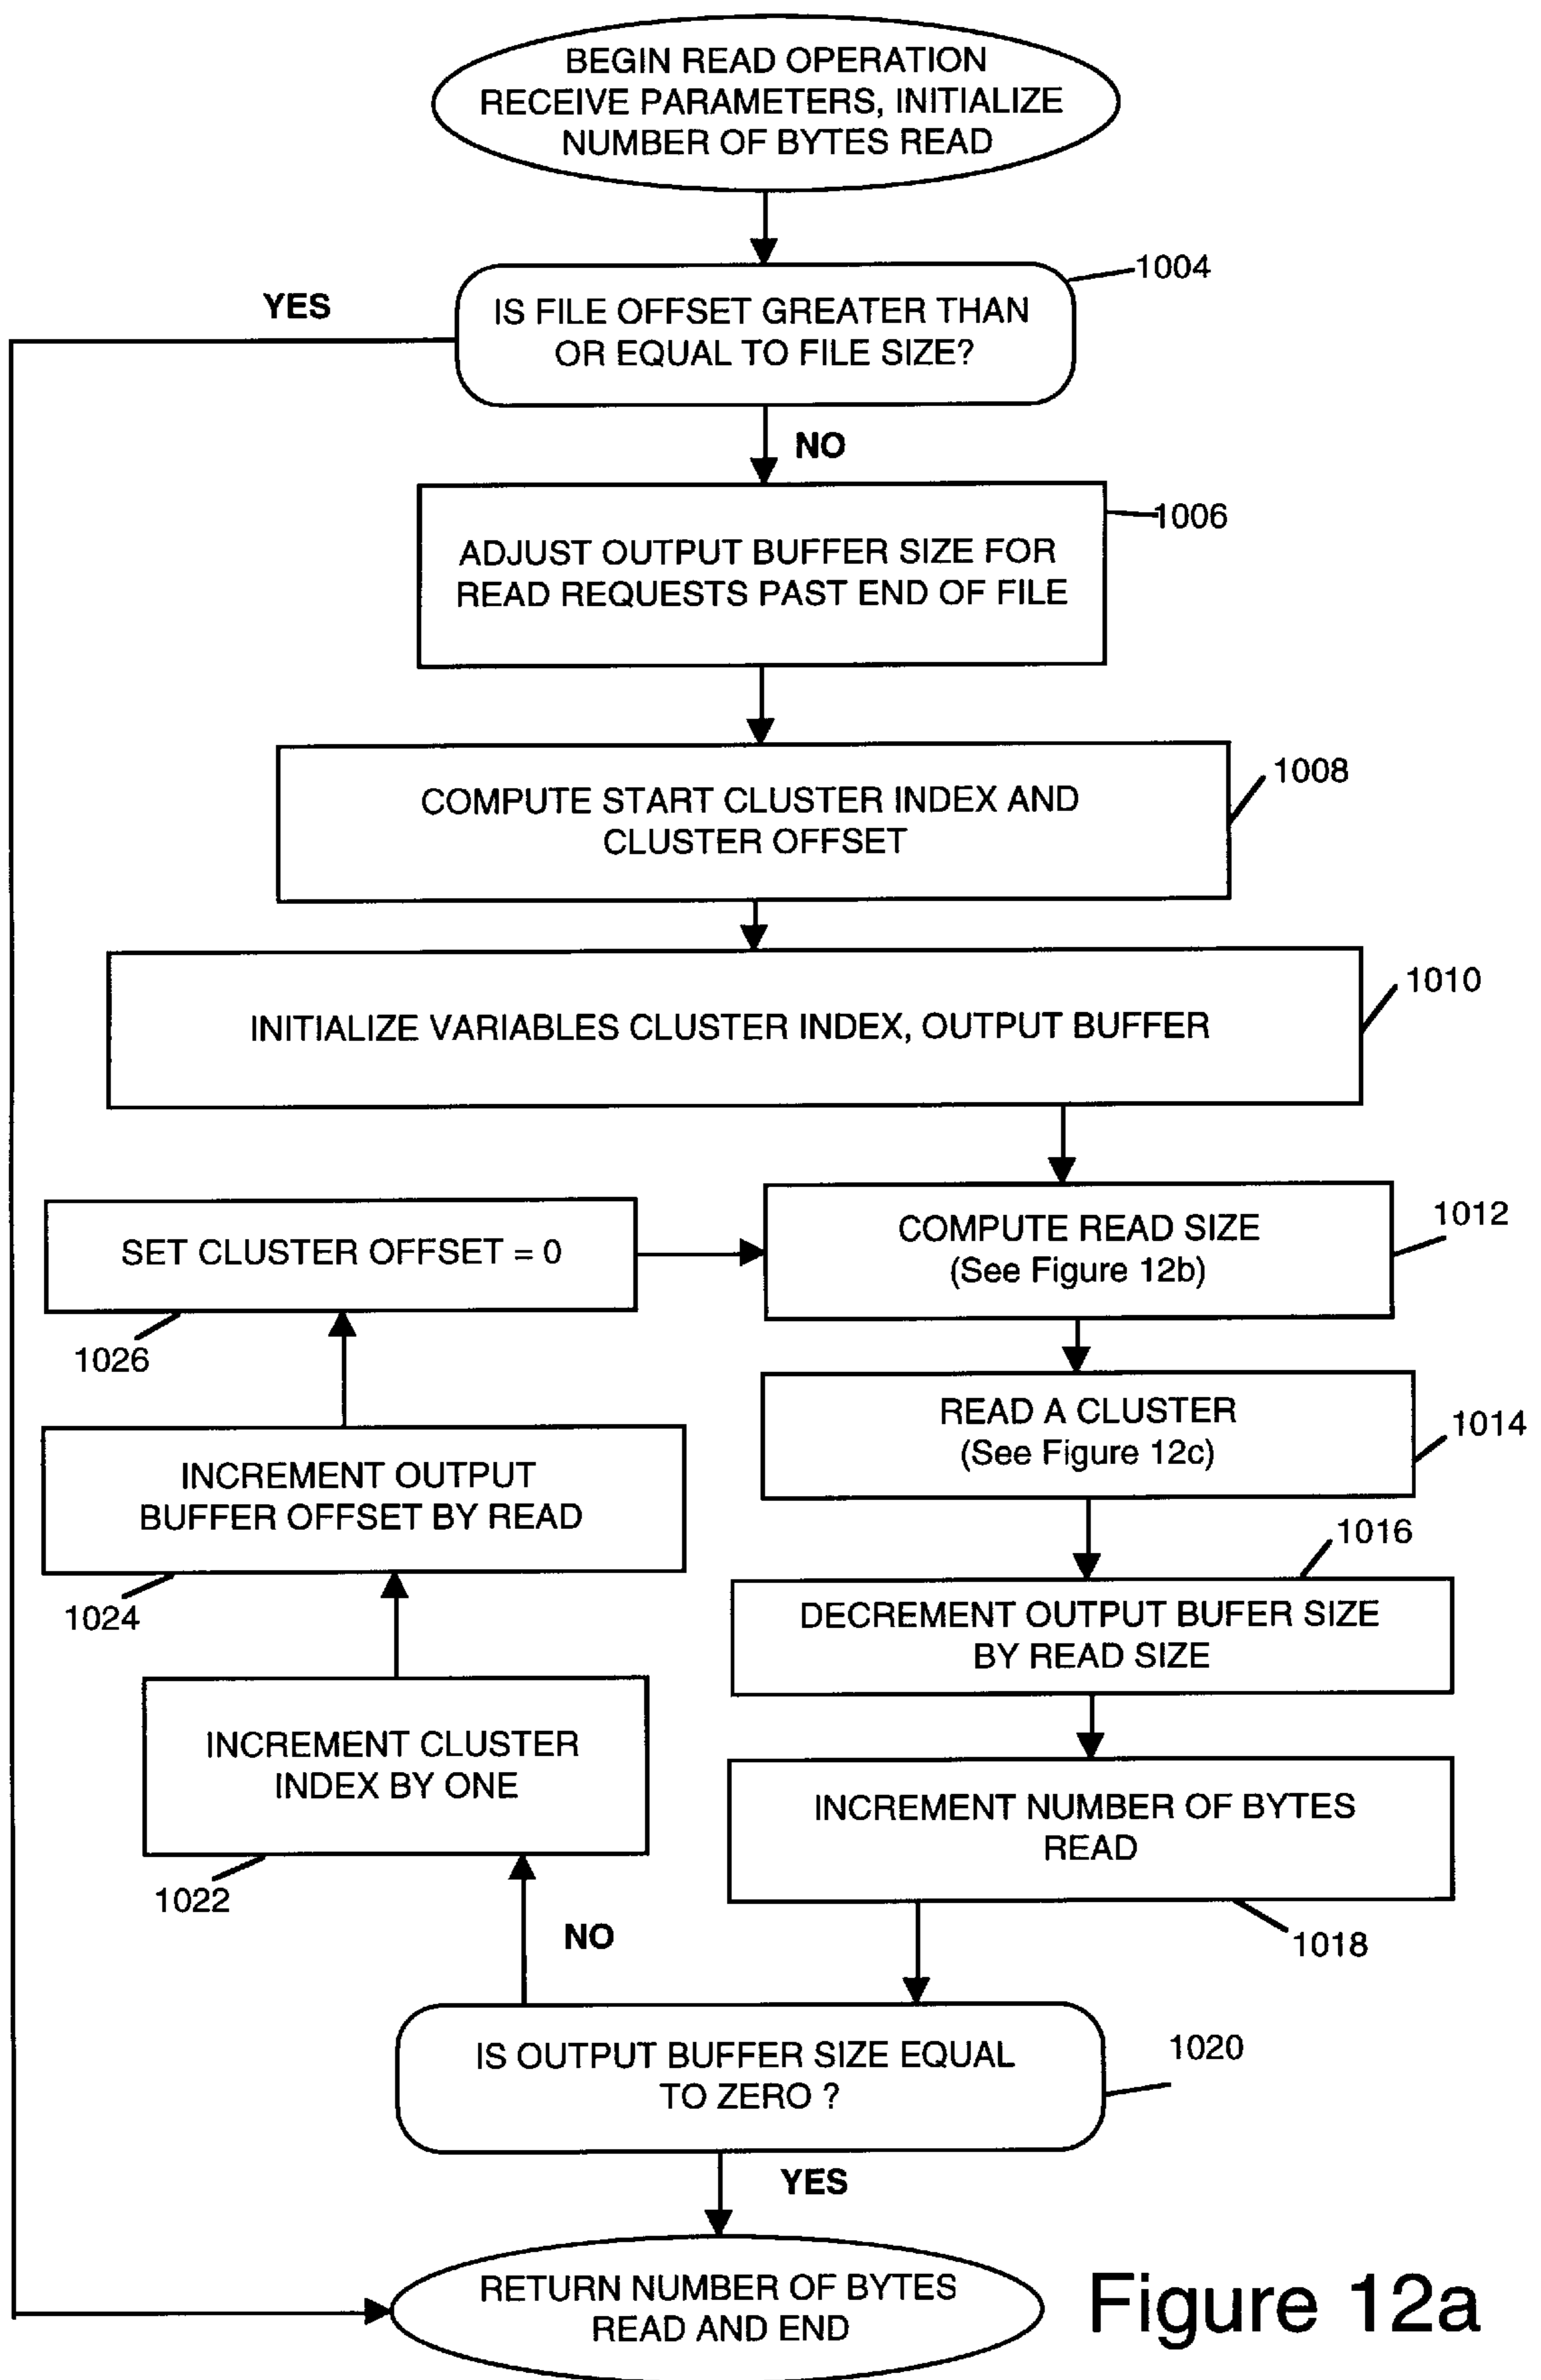 BEGIN READ OPERATION
RECEIVE PARAMETERS, INITIALIZE
NUMBER OF BYTES READ
1004
YES
IS FILE OFFSET GREATER THAN
OR EQUAL TO FILE SIZE?
NO
1006
ADJUST OUTPUT BUFFER SIZE FOR
READ REQUESTS PAST END OF FILE
1008
COMPUTE START CLUSTER INDEX AND
CLUSTER OFFSET
1010
INITIALIZE VARIABLES CLUSTER INDEX, OUTPUT BUFFER
1012
COMPUTE READ SIZE
(See Figure 12b)
SET CLUSTER OFFSET = 0
1026
READ A CLUSTER
(See Figure 12c)
1014
INCREMENT OUTPUT
BUFFER OFFSET BY READ
1024
1016
DECREMENT OUTPUT BUFER SIZE
BY READ SIZE
INCREMENT CLUSTER
INDEX BY ONE
1022
INCREMENT NUMBER OF BYTES
READ
1018
NO
IS OUTPUT BUFFER SIZE EQUAL
TO ZERO ?
1020
YES
RETURN NUMBER OF BYTES
READ AND END
Figure 12a